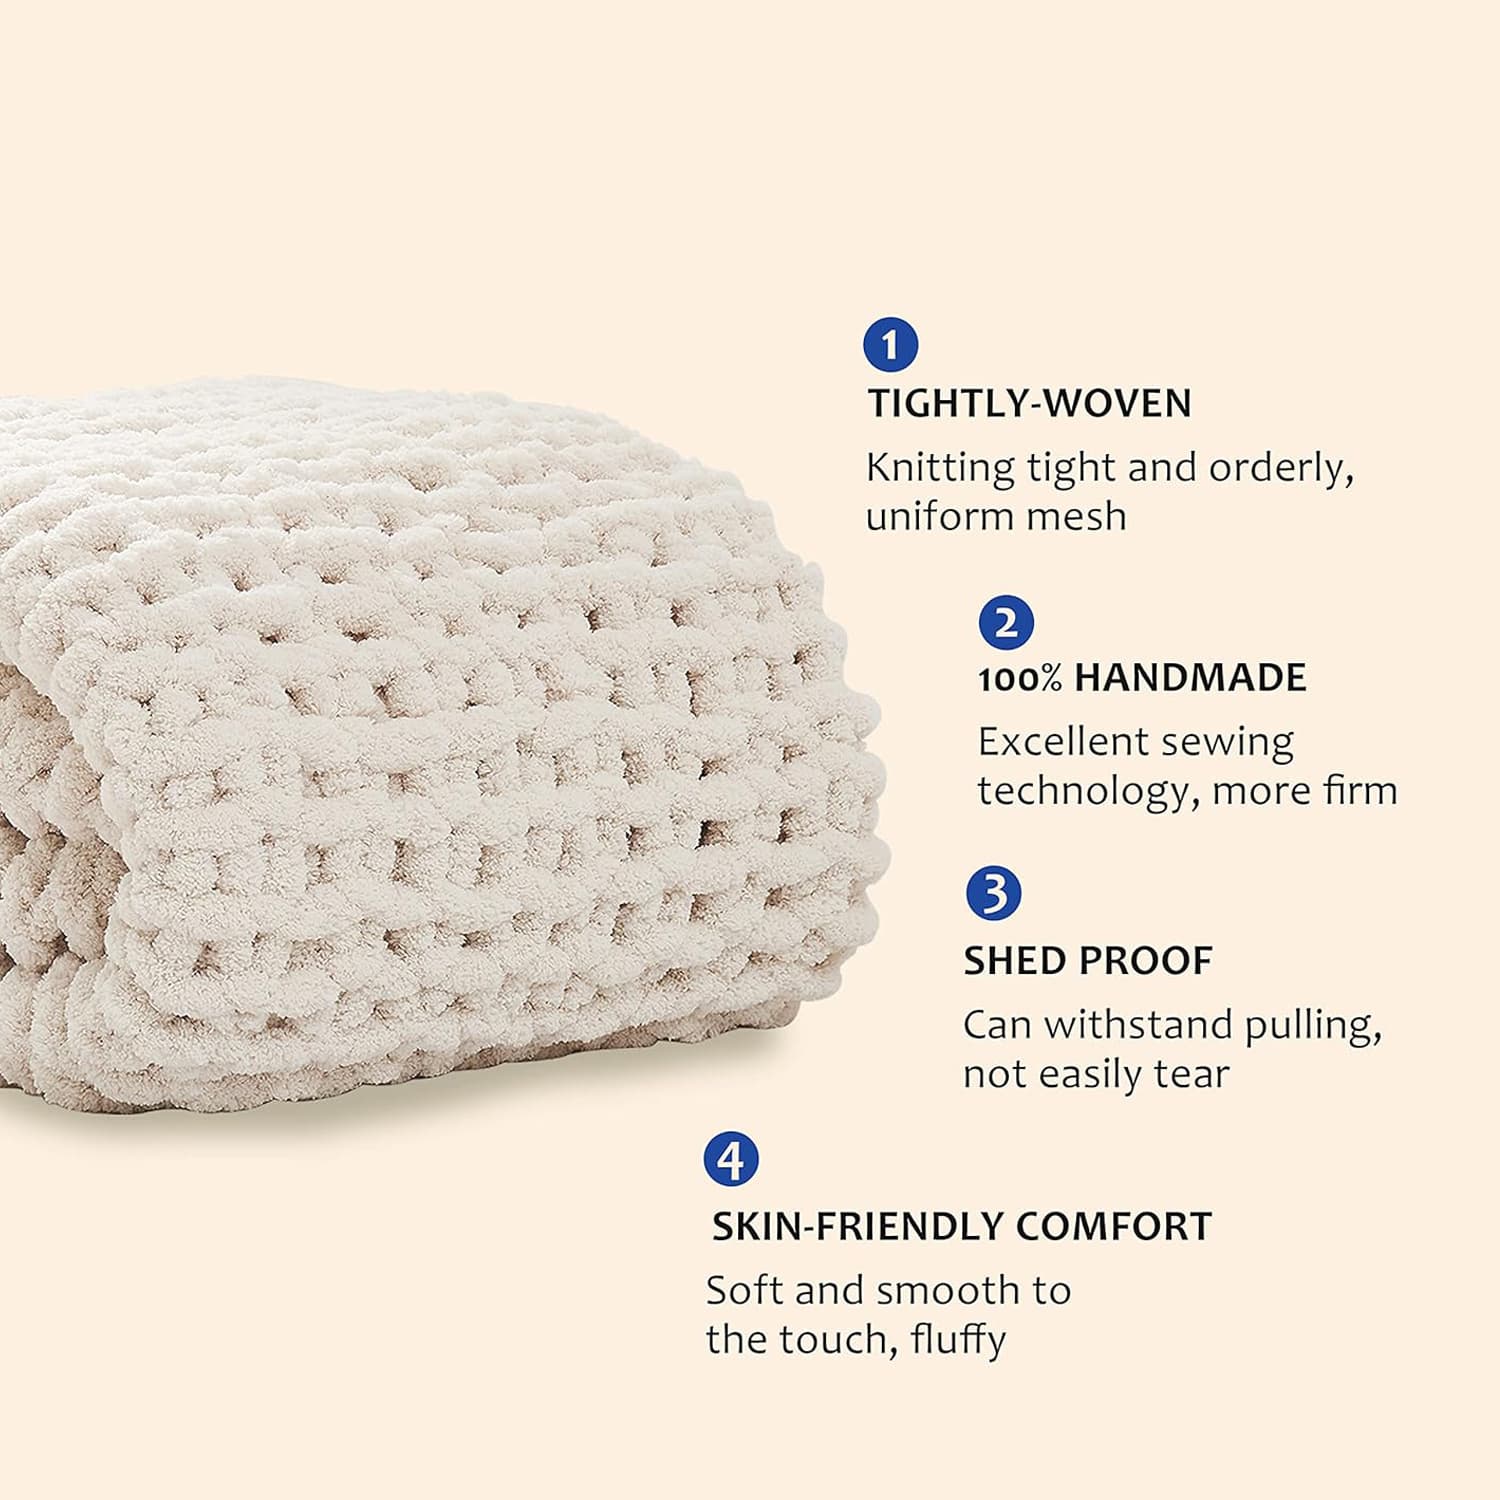 1
TIGHTLY-WOVEN
Knitting tight and orderly,
uniform mesh
2
100% HANDMADE
Excellent sewing
technology, more firm
3
SHED PROOF
Can withstand pulling,
not easily tear
4
SKIN-FRIENDLY COMFORT
Soft and smooth to
the touch, fluffy